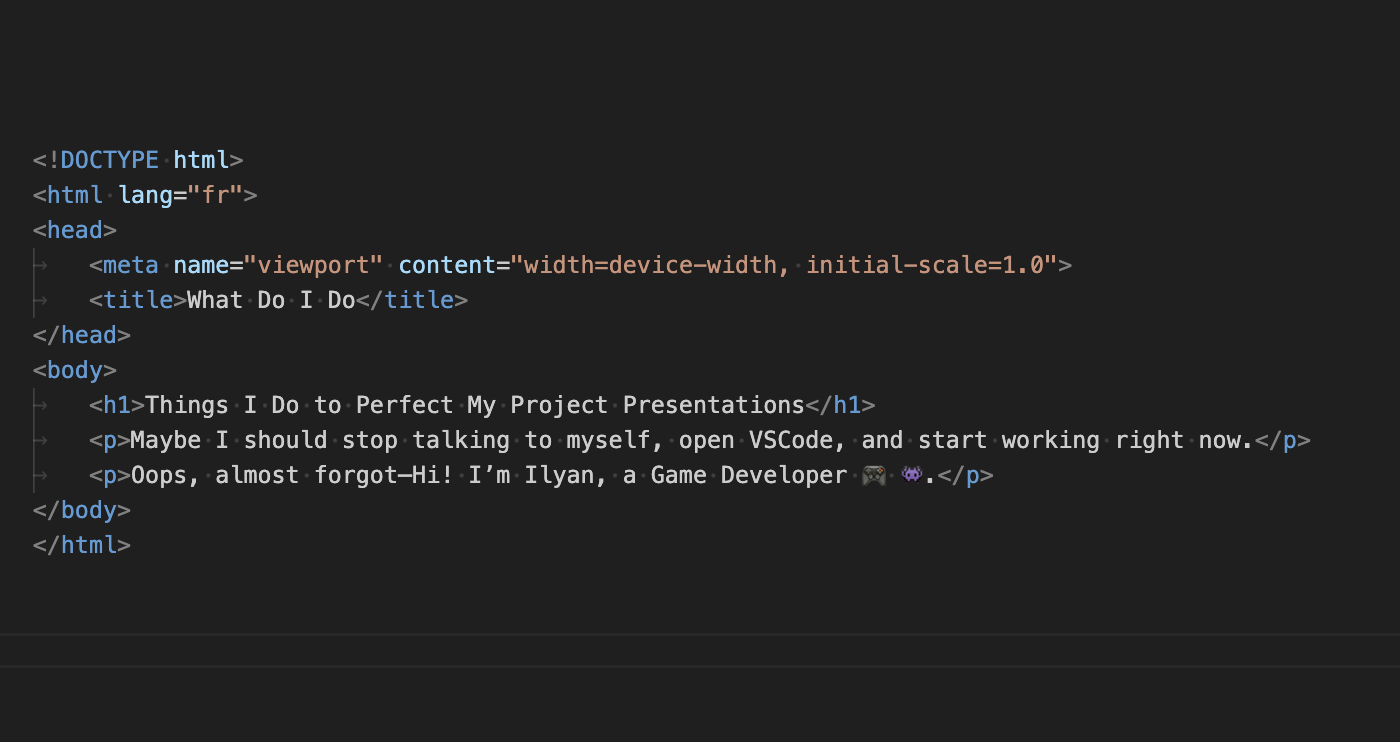 <!DOCTYPE html>
<html lang="fr">
<head>
	<meta name="viewport" content="width=device-width, initial-scale=1.0">
	<title>What Do I Do</title>
</head>
<body>
	<h1>Things I Do to Perfect My Project Presentations</h1>
	<p>Maybe I should stop talking to myself, open VSCode, and start working right now.</p>
	<p>Oops, almost forgot—Hi! I’m Ilyan, a Game Developer 🎮 👾.</p>
</body>
</html>